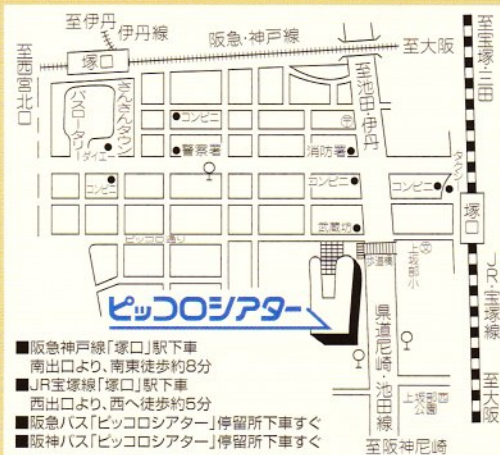 至伊丹
伊丹線
阪急・神戸線
至大阪
至宝塚・三田
至西宮北口
塚口
至池田・伊丹
さんさんタウン
バスロータリー
コンビニ
ダイエー
警察署
消防署
コンビニ
コンビニ
コンビニ
塚口
武蔵坊
ピッコロ通り
歩道橋
上坂部小
JR・宝塚線
ピッコロシアター
県道尼崎・池田線
至大阪
■阪急神戸線「塚口」駅下車
南出口より、南東徒歩約8分
■JR宝塚線「塚口」駅下車
西出口より、西へ徒歩約5分
上坂部西公園
■阪急バス「ピッコロシアター」停留所下車すぐ
■阪神バス「ピッコロシアター」停留所下車すぐ
至阪神尼崎